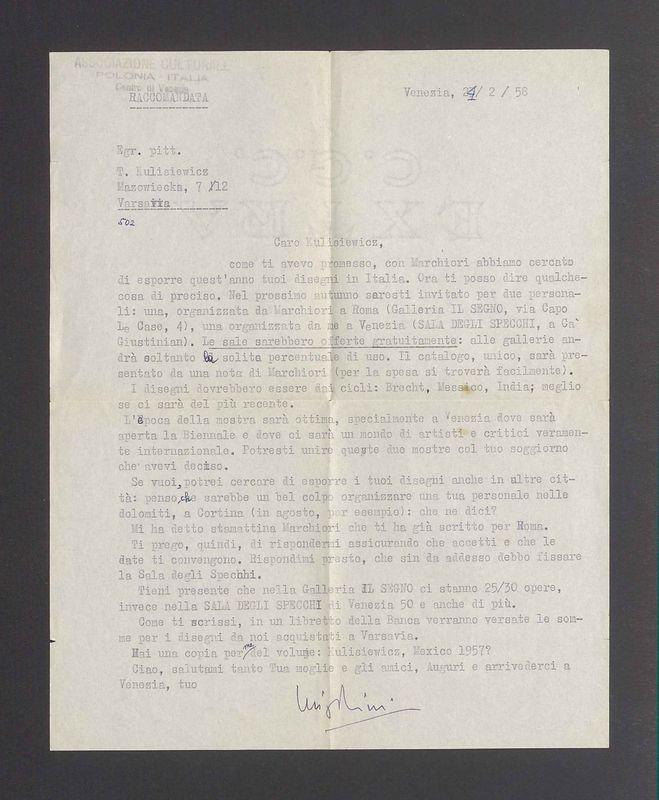 ASSOCIAZIONE CULTURALE
POLONIA - ITALIA
Centro di Venezia
RACCOMANDATA
Venezia, 24/ 2 / 58
Egr. pitt.
T. Kulisiewicz
Mazowiecka, 7 /12
Varsavia
502
Caro Kulisiewicz,
come ti avevo promesso, con Marchiori abbiamo cercato
di esporre quest'anno tuoi disegni in Italia. Ora ti posso dire qualche-
cosa di preciso. Nel prossimo autunno saresti invitato per due persona-
li: una, organizzata da Marchiori a Roma (Galleria IL SEGNO, via Capo
Le Case, 4), una organizzata da me a Venezia (SALA DEGLI SPECCHI, a Ca'
Giustinian). Le sale sarebbero offerte gratuitamente: alle gallerie an-
drà soltanto la solita percentuale di uso. Il catalogo, unico, sarà pre-
sentato da una nota di Marchiori (per la spesa si troverà facilmente).
I disegni dovrebbero essere dai cicli: Brecht, Messico, India; meglio
se ci sarà del più recente.
L'Epoca della mostra sarà ottima, specialmente a Venezia dove sarà
aperta la Biennale e dove ci sarà un mondo di artisti e critici veramen-
te internazionale. Potresti unire queste due mostre col tuo soggiorno
che avevi deciso.
Se vuoi, potrei cercare di esporre i tuoi disegni anche in altre cit-
tà: penso, che sarebbe un bel colpo organizzare una tua personale nelle
dolomiti, a Cortina (in agosto, per esempio): che ne dici?
Mi ha detto stamattina Marchiori che ti ha già scritto per Roma.
Ti prego, quindi, di rispondermi assicurando che accetti e che le
date ti convengono. Rispondimi presto, che sin da addesso debbo fissare
la Sala degli Specchi.
Tieni presente che nella Galleria IL SEGNO ci stanno 25/30 opere,
invece nella SALA DEGLI SPECCHI di Venezia 50 e anche di più.
Come ti scrissi, in un libretto della Banca verranno versate le som-
me per i disegni da noi acquistati a Varsavia.
Hai una copia per me del volume: Kulisiewicz, Mexico 1957?
Ciao, salutami tanto Tua moglie e gli amici, Auguri e arrivederci a
Venezia, tuo